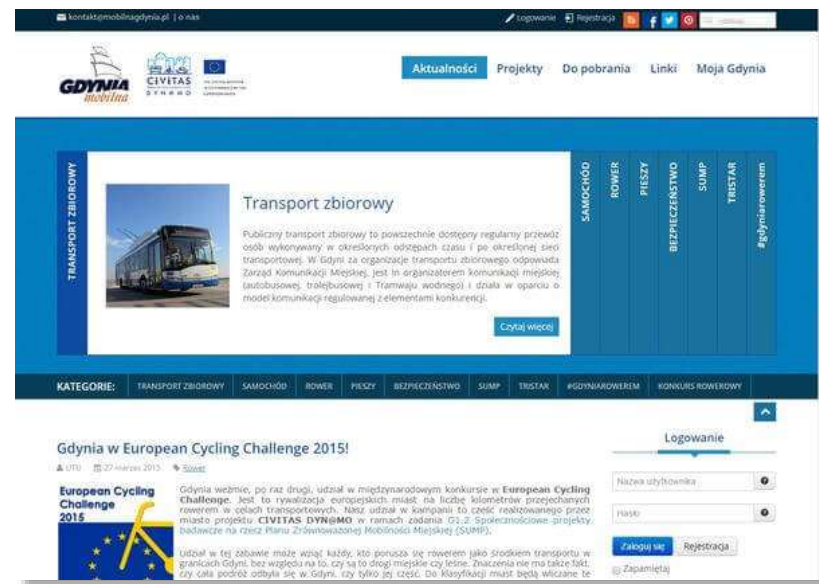 kontakt@mobilnagdynia.pl | o nas
Logowanie Rejestracja
GDYNIA
mobilna
CIVITAS
DYN@MO
Aktualności Projekty Do pobrania Linki Moja Gdynia
TRANSPORT ZBIOROWY
Transport zbiorowy
Publiczny transport zbiorowy to powszechnie dostępny regularny przewóz
osób wykonywany w określonych odstępach czasu i po określonej sieci
transportowej. W Gdyni za organizacje transportu zbiorowego odpowiada
Zarząd Komunikacji Miejskiej. Jest in organizatorem komunikacji miejskiej
(autobusowej, trolejbusowej i Tramwaju wodnego) i działa w oparciu o
model komunikacji regulowanej z elementami konkurencji.
Czytaj więcej
SAMOCHÓD
ROWER
PIESZY
BEZPIECZEŃSTWO
SUMP
TRISTAR
#gdyniarowerem
KATEGORIE: TRANSPORT ZBIOROWY SAMOCHÓD ROWER PIESZY BEZPIECZEŃSTWO SUMP TRISTAR #GDYNIAROWEREM KONKURS ROWEROWY
Gdynia w European Cycling Challenge 2015!
UTU 27 marzec 2015 Rower
European Cycling
Challenge
2015
Gdynia weźmie, po raz drugi, udział w międzynarodowym konkursie w European Cycling
Challenge. Jest to rywalizacja europejskich miast na liczbę kilometrów przejechanych
rowerem w celach transportowych. Nasz udział w kampanii to cześć realizowanego przez
miasto projektu CIVITAS DYN@MO w ramach zadania G1.2 Społecznościowe projekty
badawcze na rzecz Planu Zrównoważonej Mobilności Miejskiej (SUMP).
Udział w tej zabawie może wziąć każdy, kto porusza się rowerem jako środkiem transportu w
granicach Gdyni, bez względu na to, czy są to drogi miejskie czy leśne. Znaczenia nie ma także fakt,
czy cała podróż odbyła się w Gdyni, czy tylko jej część. Do klasyfikacji miast będą wliczane te
Logowanie
Nazwa użytkownika
Hasło
Zaloguj się Rejestracja
Zapamiętaj